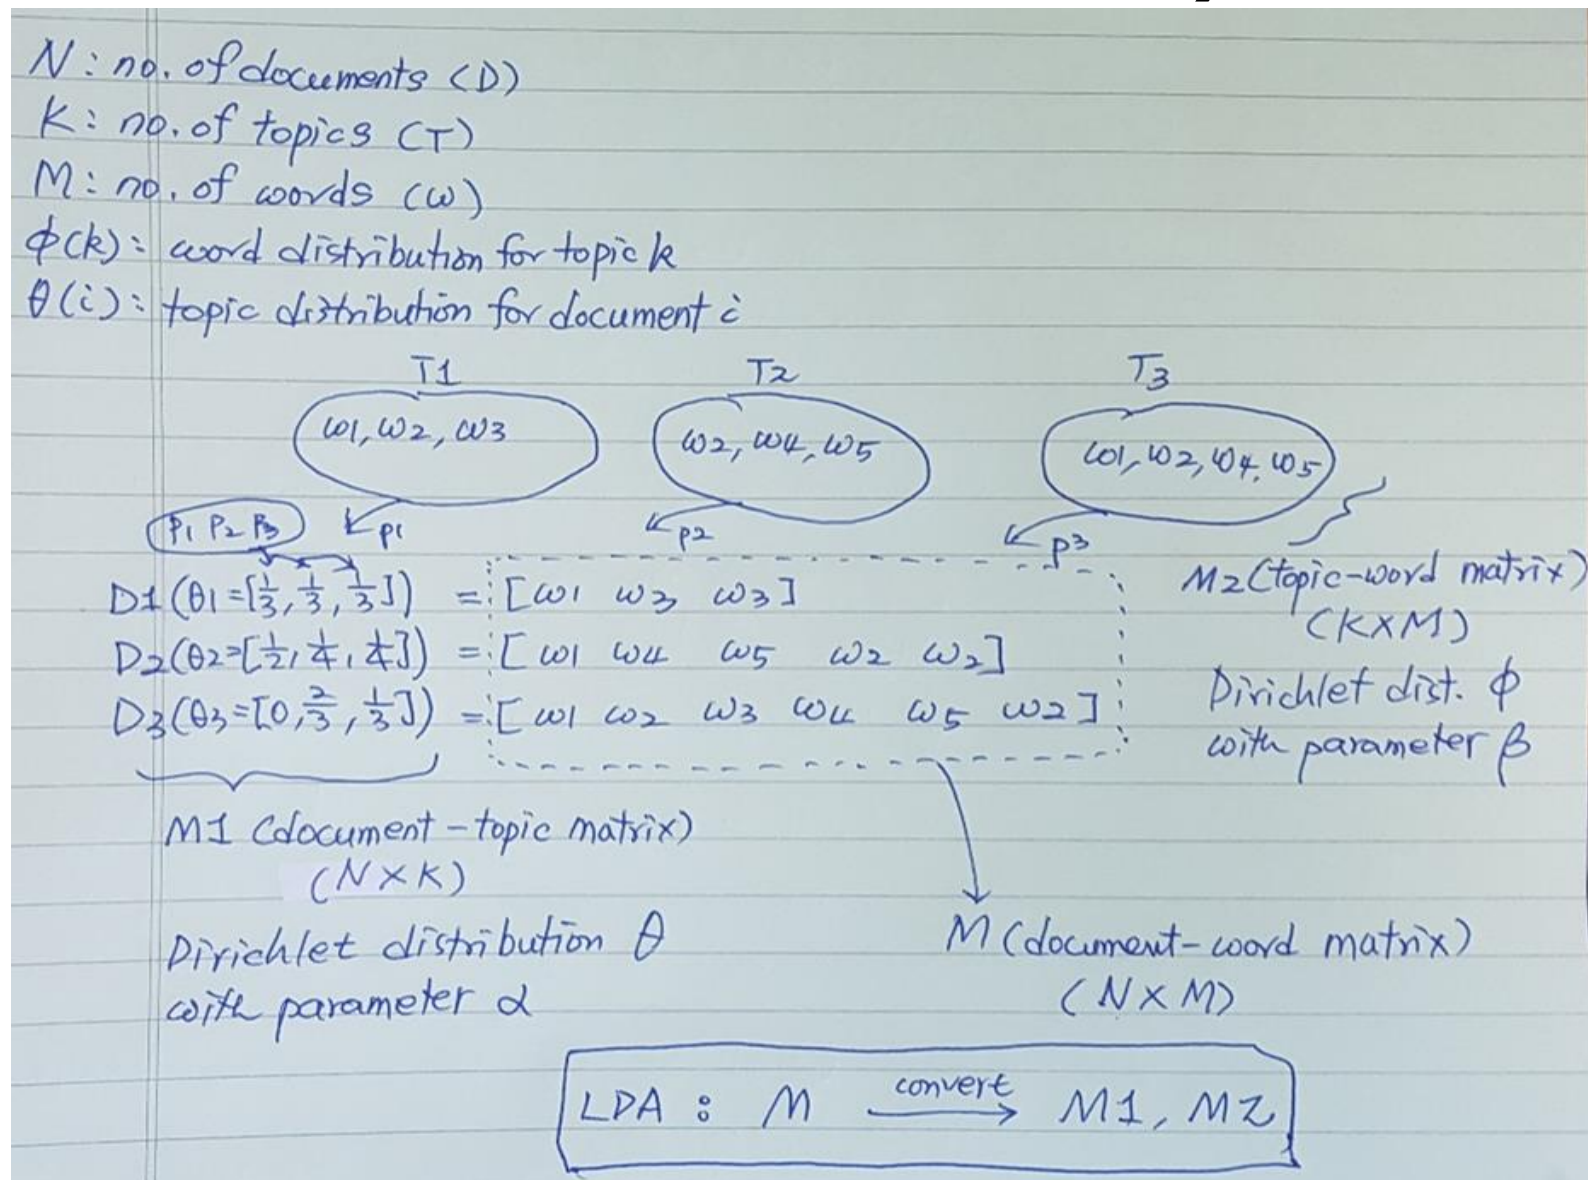 N: no. of documents (D)
K: no. of topics (T)
M: no. of words (w)
ϕ(k): word distribution for topic k
θ(i): topic distribution for document i
T1 T2 T3
w1, w2, w3
w2, w4, w5
w1, w2, w4, w5
P1 P2 P3
p1 p2 p3
D1 (θ1=[1/3, 1/3, 1/3]) = [w1 w3 w3]
D2 (θ2=[1/2, 1/4, 1/4]) = [w1 w4 w5 w2 w2]
D3 (θ3=[0, 2/3, 1/3]) = [w1 w2 w3 w4 w5 w2]
M2 (topic-word matrix)
(K×M)
Dirichlet dist. ϕ
with parameter β
M1 (document-topic matrix)
(N×K)
Dirichlet distribution θ
with parameter α
M (document-word matrix)
(N×M)
LDA : M convert → M1, M2